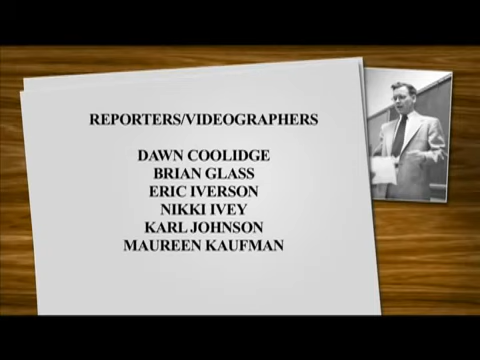 REPORTERS/VIDEOGRAPHERS
DAWN COOLIDGE
BRIAN GLASS
ERIC IVERSON
NIKKI IVEY
KARL JOHNSON
MAUREEN KAUFMAN